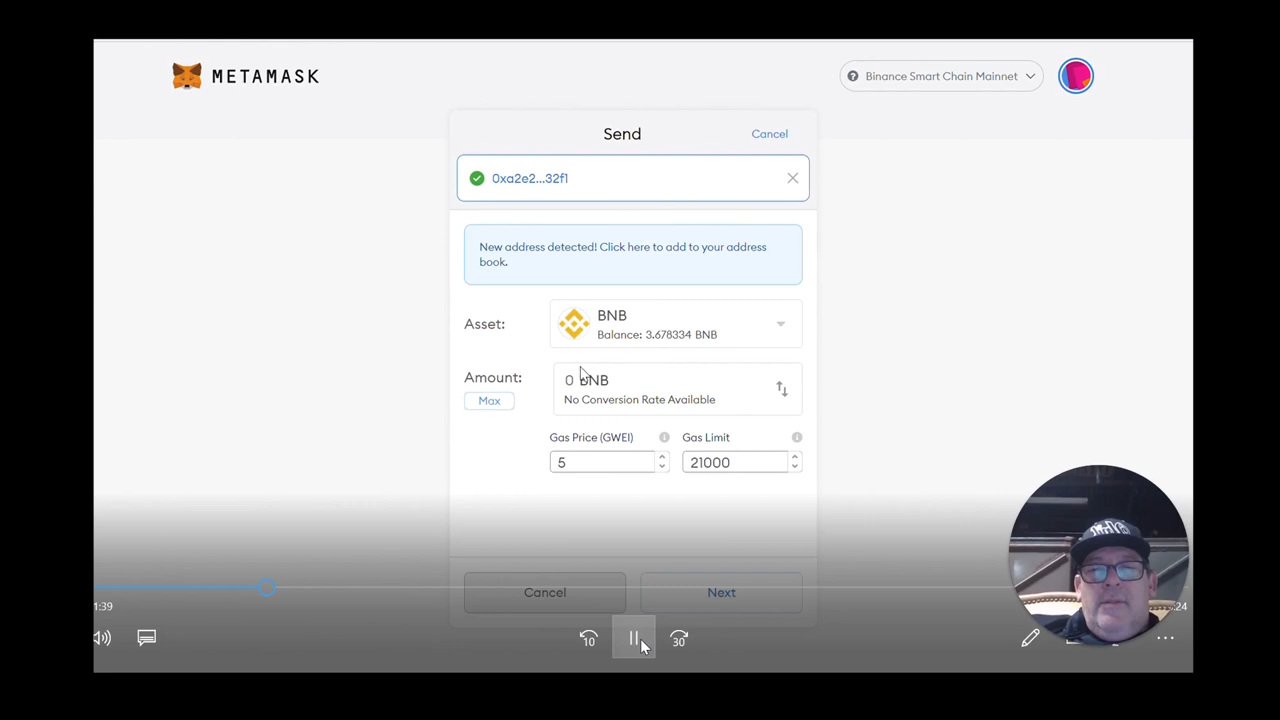 METAMASK
Binance Smart Chain Mainnet
Send
Cancel
0xa2e2...32f1
New address detected! Click here to add to your address
book.
Asset:
BNB
Balance: 3.678334 BNB
Amount:
Max
0 BNB
No Conversion Rate Available
Gas Price (GWEI)
Gas Limit
5
21000
Cancel
Next
1:39
24
10
30